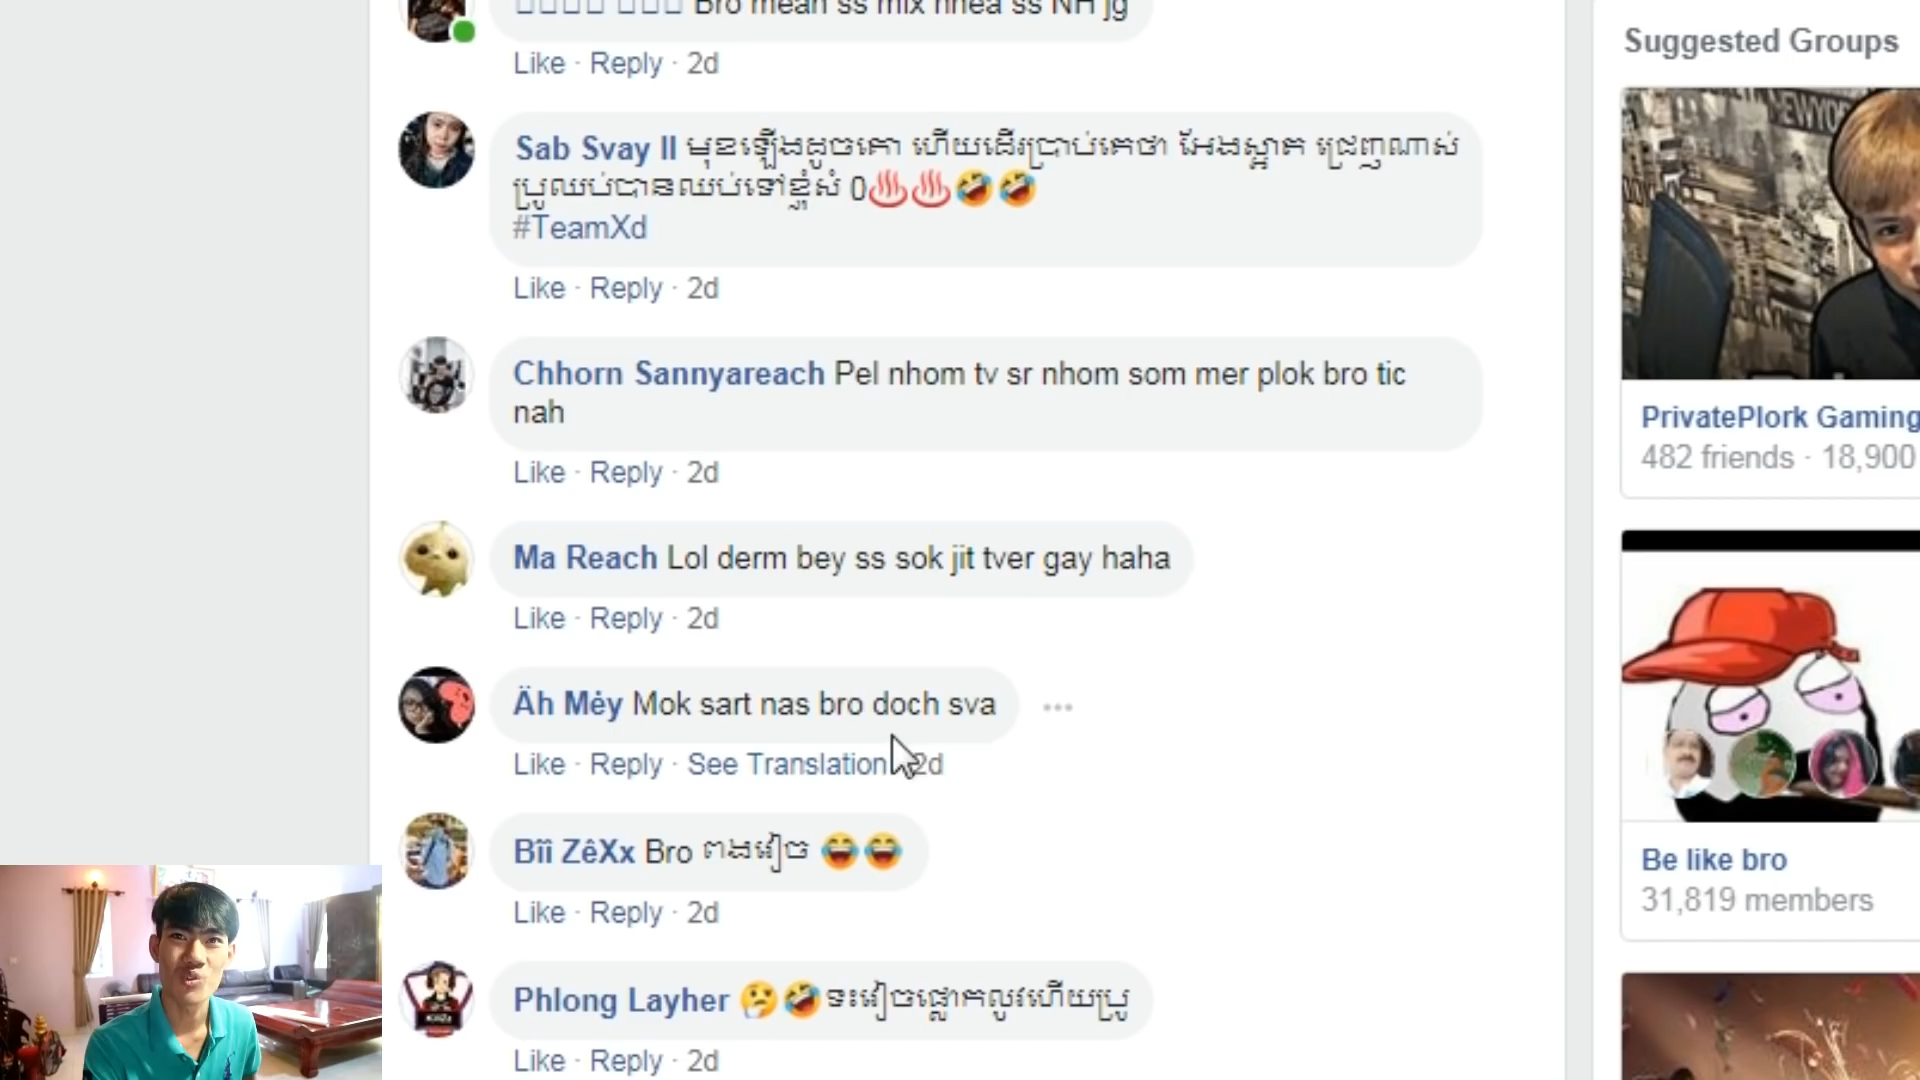 Bro mean ss mix nhea ss NH jg
Like · Reply · 2d
Suggested Groups
Sab Svay II មុខឡើងដូចគោ ហើយដើរប្រាប់គេថា អែងស្អាត ជ្រេញណាស់
ប្រូឈប់បានឈប់ទៅខ្ញុំសំ 0♨️♨️🤣🤣
#TeamXd
Like · Reply · 2d
Chhorn Sannyareach Pel nhom tv sr nhom som mer plok bro tic
nah
Like · Reply · 2d
PrivatePlork Gaming
482 friends · 18,900
Ma Reach Lol derm bey ss sok jit tver gay haha
Like · Reply · 2d
Äh Mėy Mok sart nas bro doch sva
Like · Reply · See Translation 2d
Bîî ZêXx Bro ពងវៀច 😂😂
Like · Reply · 2d
Be like bro
31,819 members
Phlong Layher 🤔🤣ទះវៀចផ្លោកលូវហើយប្រូ
Like · Reply · 2d